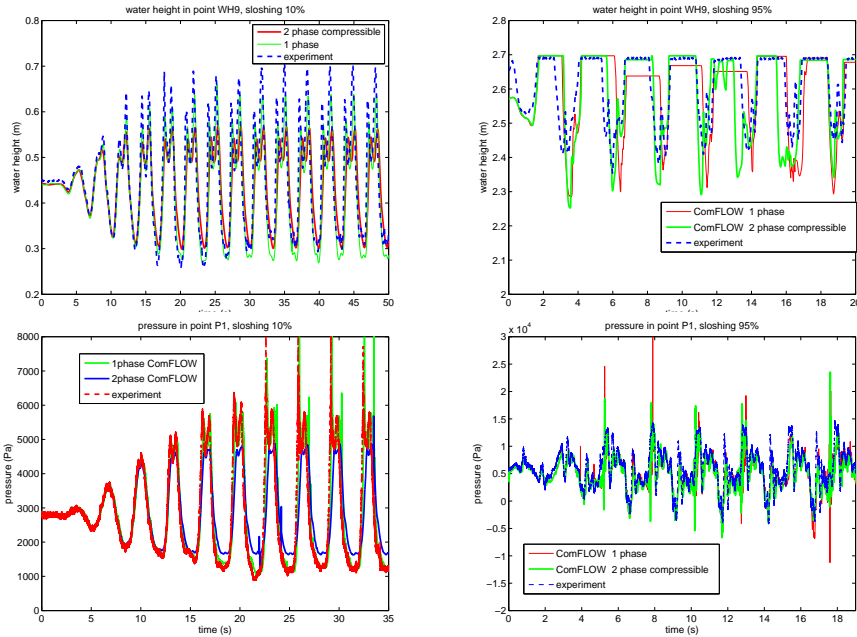 water height in point WH9, sloshing 10%
0.8
0.7
0.6
0.5
0.4
0.3
0.2
water height (m)
2 phase compressible
1 phase
experiment
0 5 10 15 20 25 30 35 40 45 50
time (s)
water height in point WH9, sloshing 95%
2.8
2.7
2.6
2.5
2.4
2.3
2.2
2.1
2
water height (m)
ComFLOW 1 phase
ComFLOW 2 phase compressible
experiment
0 2 4 6 8 10 12 14 16 18 20
time (s)
pressure in point P1, sloshing 10%
8000
7000
6000
5000
4000
3000
2000
1000
0
pressure (Pa)
1phase ComFLOW
2phase ComFLOW
experiment
0 5 10 15 20 25 30 35
time (s)
pressure in point P1, sloshing 95%
x 10⁴
3
2.5
2
1.5
1
0.5
0
−0.5
−1
−1.5
−2
pressure (Pa)
ComFLOW 1 phase
ComFLOW 2 phase compressible
experiment
0 2 4 6 8 10 12 14 16 18
time (s)